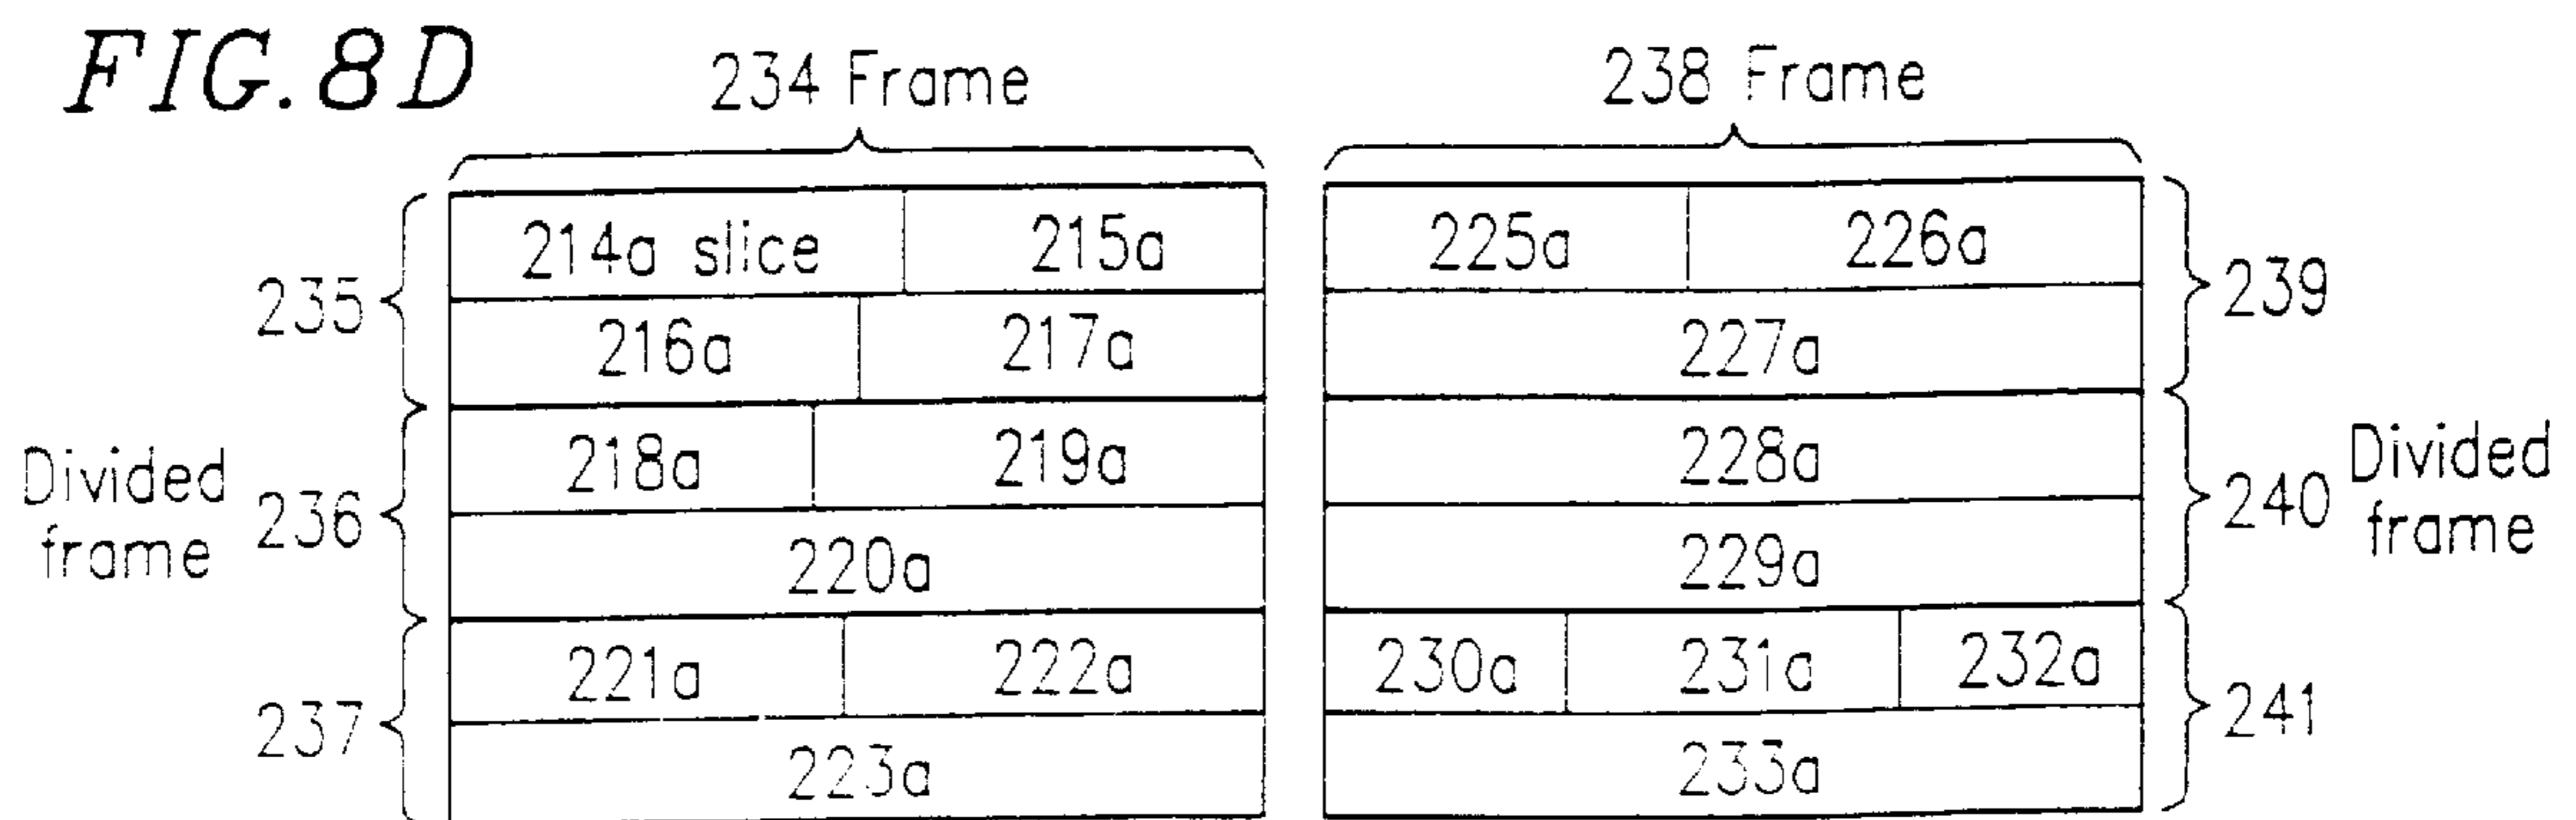 FIG. 8D
234 Frame
238 Frame
214a slice 215a
225a 226a
235
239
216a 217a
227a
218a 219a
228a
Divided frame
236
240
Divided frame
220a
229a
221a 222a
230a 231a 232a
237
241
223a
233a